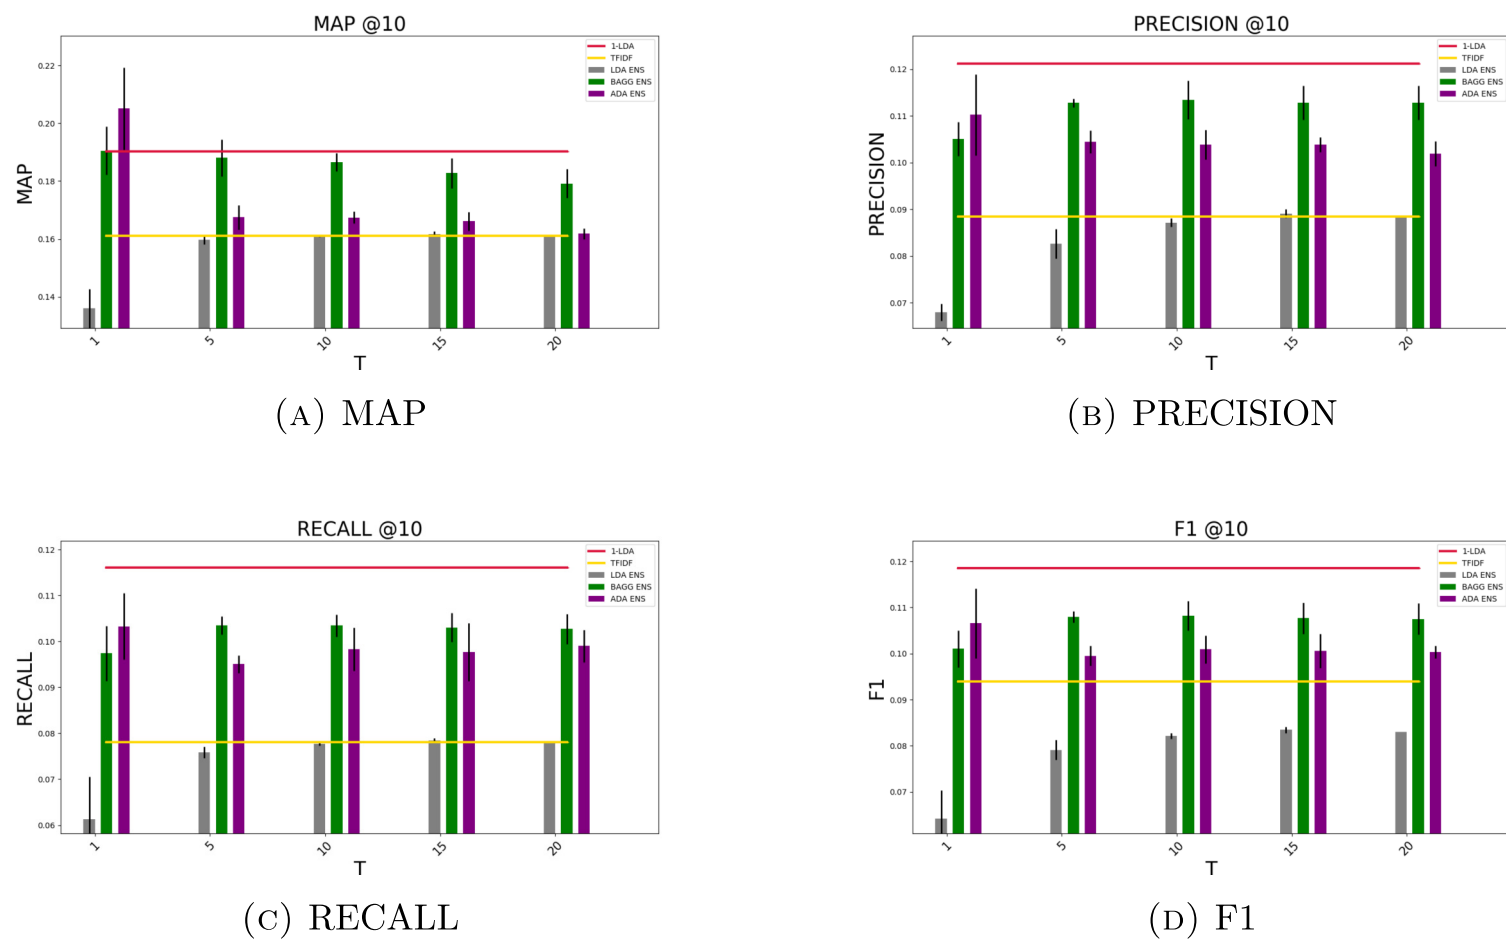 MAP @10
MAP
0.22
0.20
0.18
0.16
0.14
1-LDA
TFIDF
LDA ENS
BAGG ENS
ADA ENS
1
5
10
15
20
T
(A) MAP
PRECISION @10
PRECISION
0.12
0.11
0.10
0.09
0.08
0.07
1-LDA
TFIDF
LDA ENS
BAGG ENS
ADA ENS
1
5
10
15
20
T
(B) PRECISION
RECALL @10
RECALL
0.12
0.11
0.10
0.09
0.08
0.07
0.06
1-LDA
TFIDF
LDA ENS
BAGG ENS
ADA ENS
1
5
10
15
20
T
(C) RECALL
F1 @10
F1
0.12
0.11
0.10
0.09
0.08
0.07
1-LDA
TFIDF
LDA ENS
BAGG ENS
ADA ENS
1
5
10
15
20
T
(D) F1